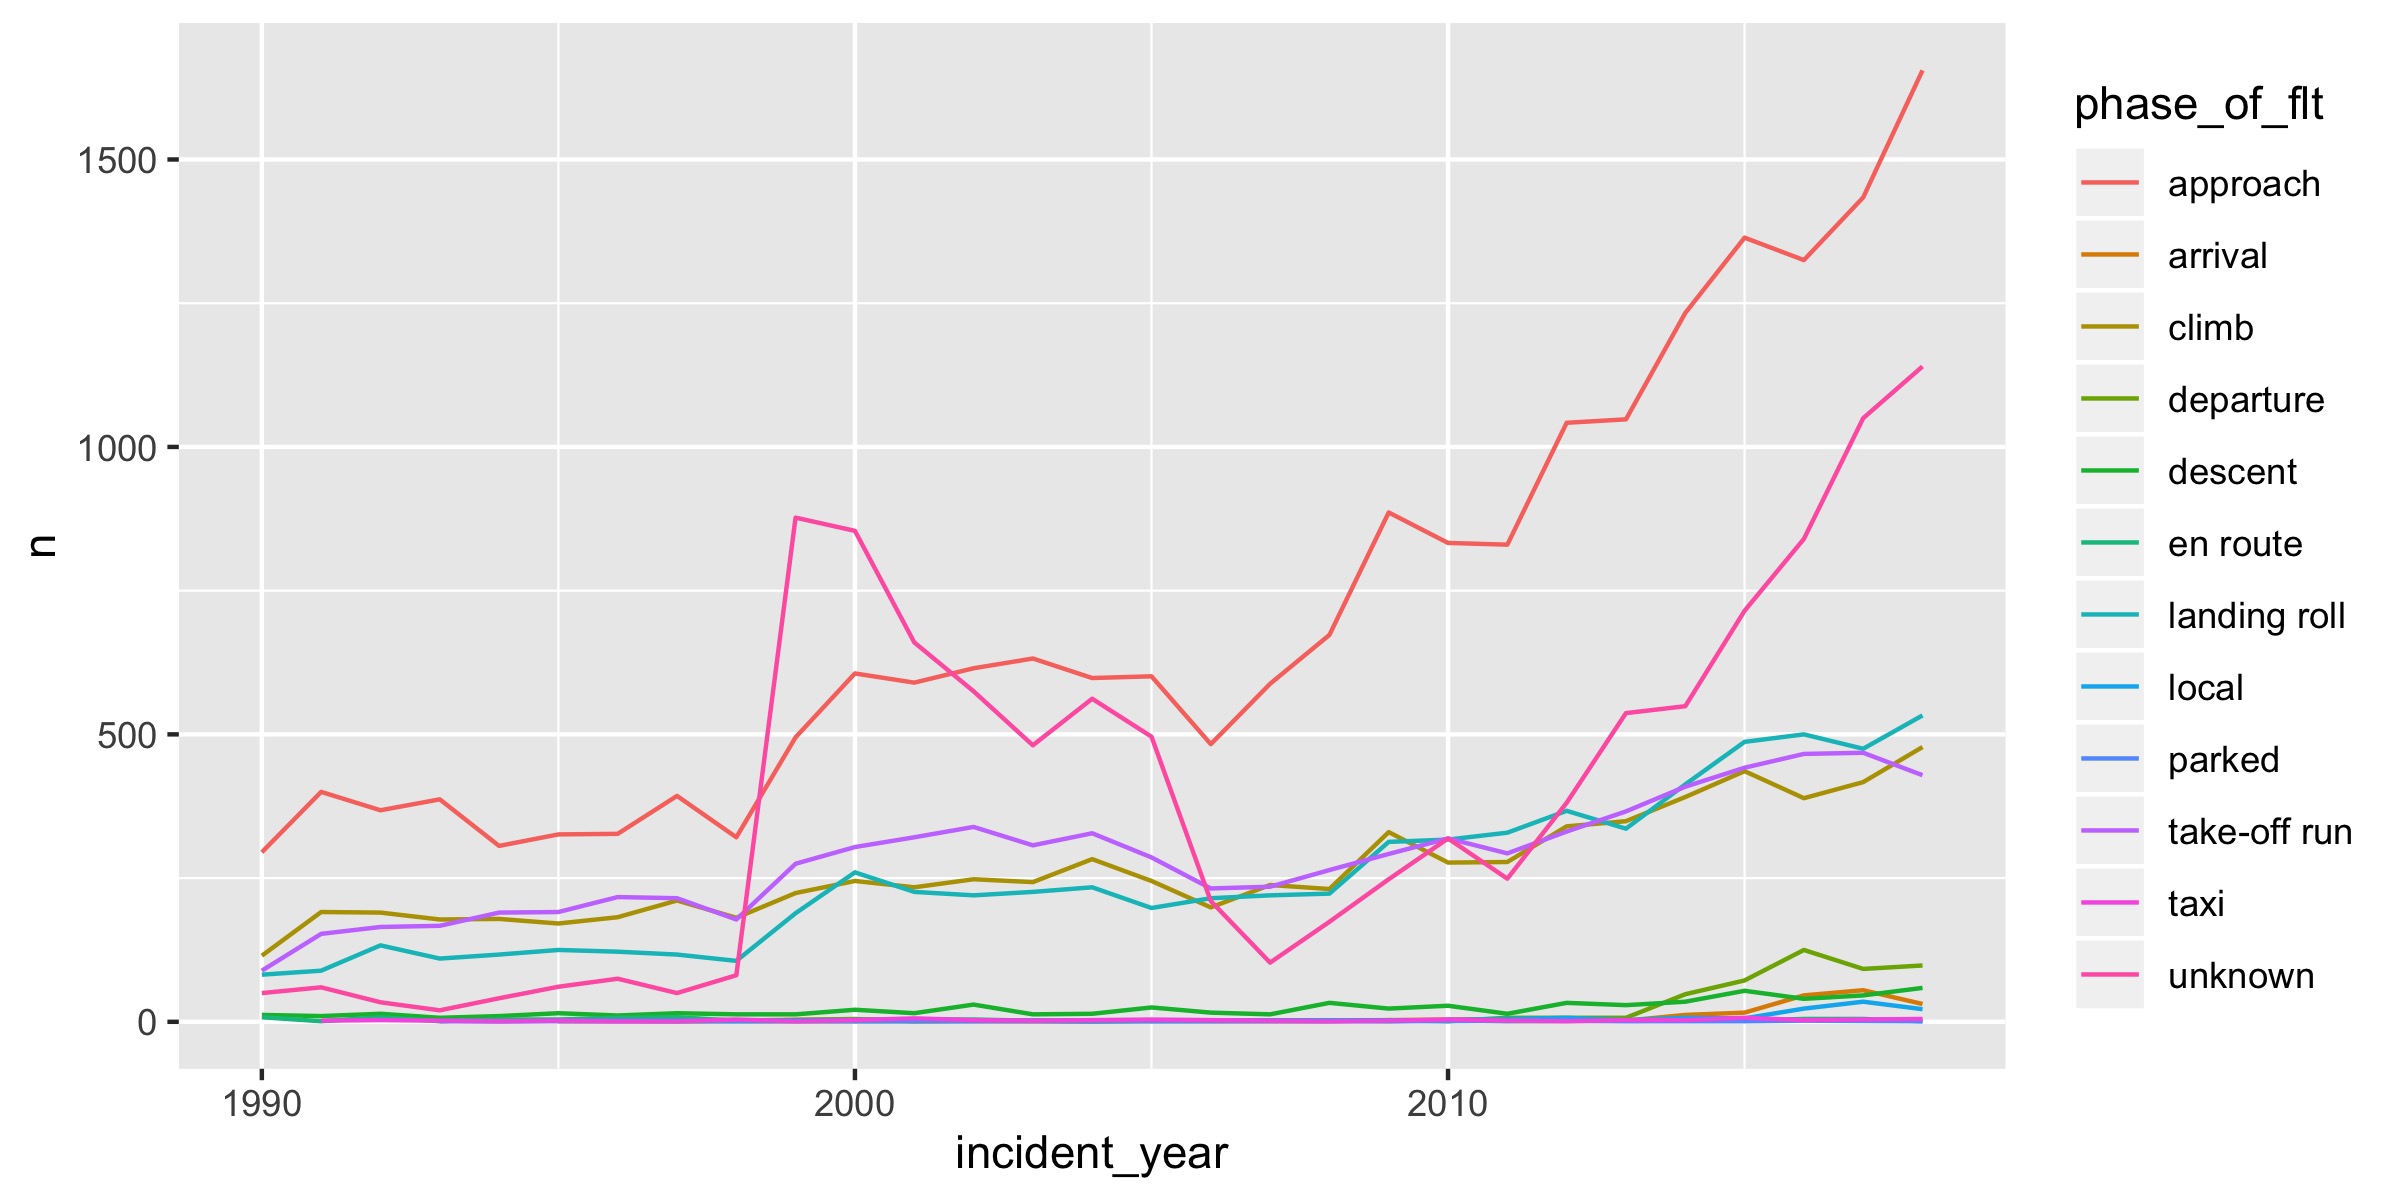 1500
1000
500
0
n
1990
2000
2010
incident_year
phase_of_flt
approach
arrival
climb
departure
descent
en route
landing roll
local
parked
take-off run
taxi
unknown